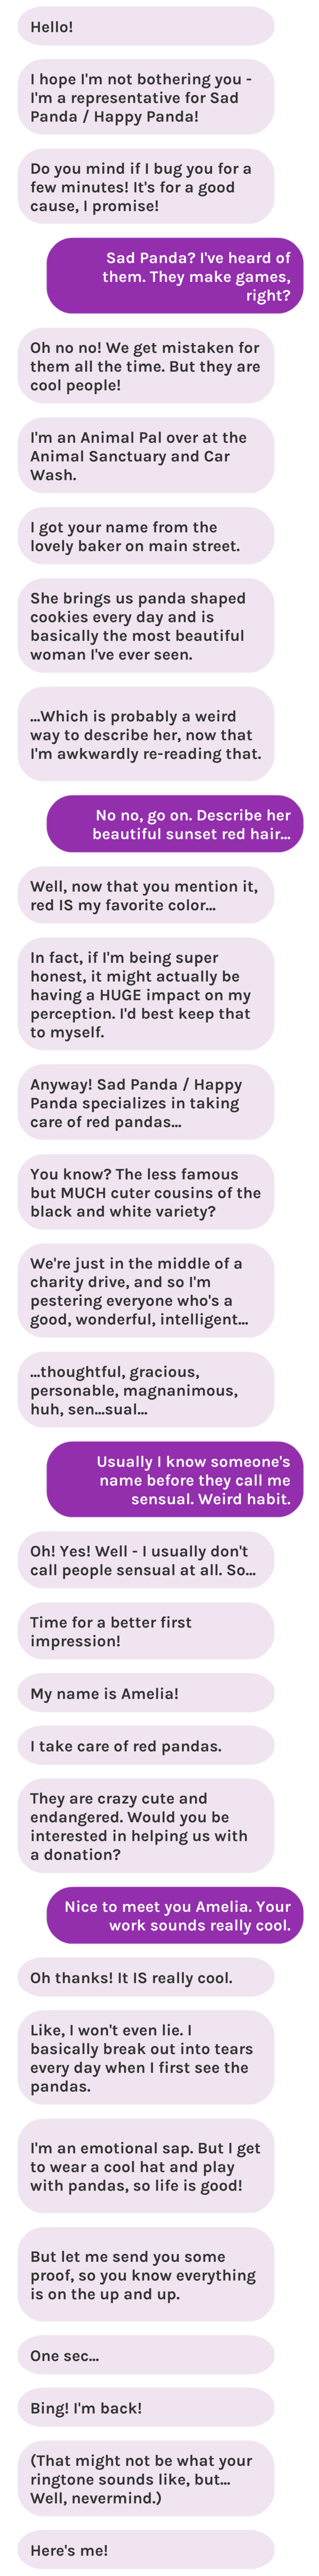 Hello!
I hope I'm not bothering you -
I'm a representative for Sad
Panda / Happy Panda!
Do you mind if I bug you for a
few minutes! It's for a good
cause, I promise!
Sad Panda? I've heard of
them. They make games,
right?
Oh no no! We get mistaken for
them all the time. But they are
cool people!
I'm an Animal Pal over at the
Animal Sanctuary and Car
Wash.
I got your name from the
lovely baker on main street.
She brings us panda shaped
cookies every day and is
basically the most beautiful
woman I've ever seen.
...Which is probably a weird
way to describe her, now that
I'm awkwardly re-reading that.
No no, go on. Describe her
beautiful sunset red hair...
Well, now that you mention it,
red IS my favorite color...
In fact, if I'm being super
honest, it might actually be
having a HUGE impact on my
perception. I'd best keep that
to myself.
Anyway! Sad Panda / Happy
Panda specializes in taking
care of red pandas...
You know? The less famous
but MUCH cuter cousins of the
black and white variety?
We're just in the middle of a
charity drive, and so I'm
pestering everyone who's a
good, wonderful, intelligent...
...thoughtful, gracious,
personable, magnanimous,
huh, sen...sual...
Usually I know someone's
name before they call me
sensual. Weird habit.
Oh! Yes! Well - I usually don't
call people sensual at all. So...
Time for a better first
impression!
My name is Amelia!
I take care of red pandas.
They are crazy cute and
endangered. Would you be
interested in helping us with
a donation?
Nice to meet you Amelia. Your
work sounds really cool.
Oh thanks! It IS really cool.
Like, I won't even lie. I
basically break out into tears
every day when I first see the
pandas.
I'm an emotional sap. But I get
to wear a cool hat and play
with pandas, so life is good!
But let me send you some
proof, so you know everything
is on the up and up.
One sec...
Bing! I'm back!
(That might not be what your
ringtone sounds like, but...
Well, nevermind.)
Here's me!